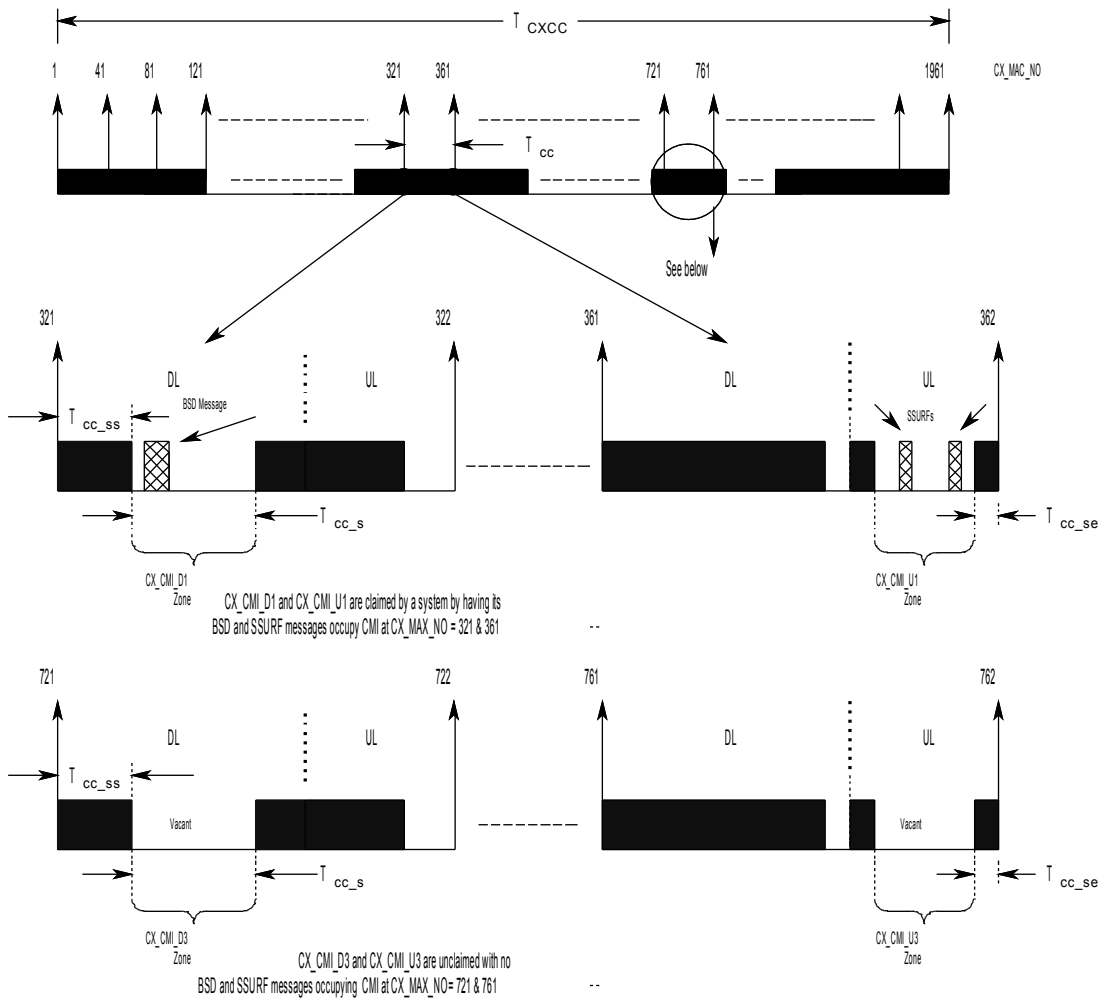 T CXCC
1 41 81 121 321 361 721 761 1961 CX_MAC_NO
T cc
See below
321 322 361 362
DL UL DL UL
BSD Message SSURFs
T cc_ss
T cc_s T cc_se
CX_CMI_D1 CX_CMI_U1
Zone Zone
CX_CMI_D1 and CX_CMI_U1 are claimed by a system by having its
BSD and SSURF messages occupy CMI at CX_MAX_NO = 321 & 361 --
721 722 761 762
DL UL DL UL
T cc_ss
Vacant Vacant
T cc_s T cc_se
CX_CMI_D3 CX_CMI_U3
Zone Zone
CX_CMI_D3 and CX_CMI_U3 are unclaimed with no
BSD and SSURF messages occupying CMI at CX_MAX_NO= 721 & 761 --